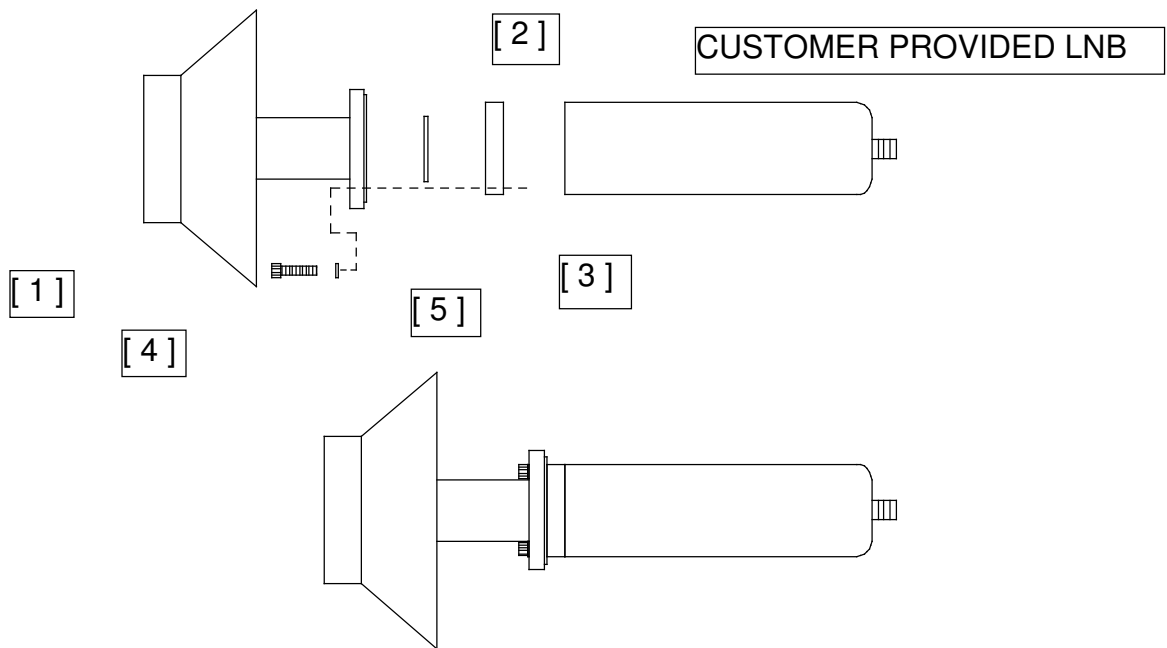 [ 2 ]
CUSTOMER PROVIDED LNB
[ 1 ]
[ 3 ]
[ 5 ]
[ 4 ]